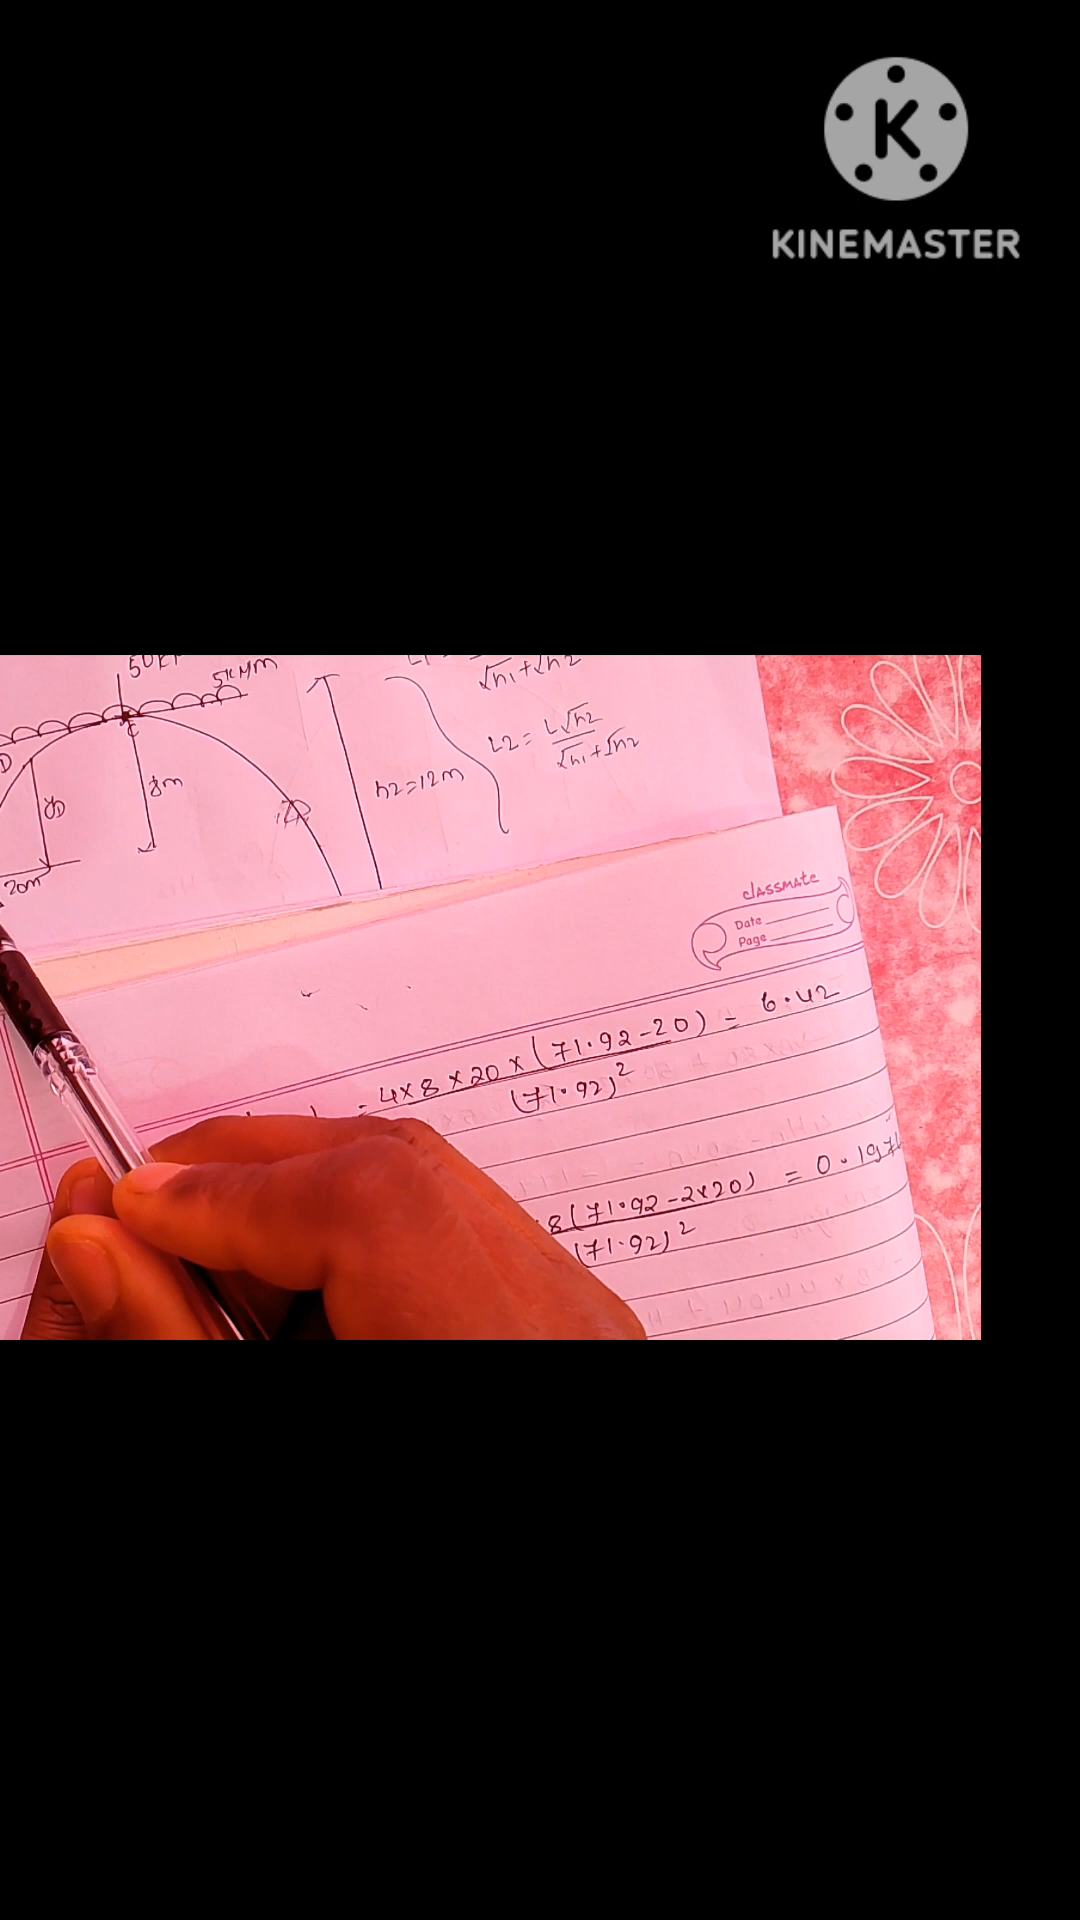 KINEMASTER
5kN/m
C
D
yD
8m
20m
h2=12m
√h1+√h2
L2 = L√h2
√h1+√h2
classmate
Date
Page
= 4×8×20×(71.92-20) = 6.42
(71.92)²
8(71.92-2×20) = 0.197
(71.92)²